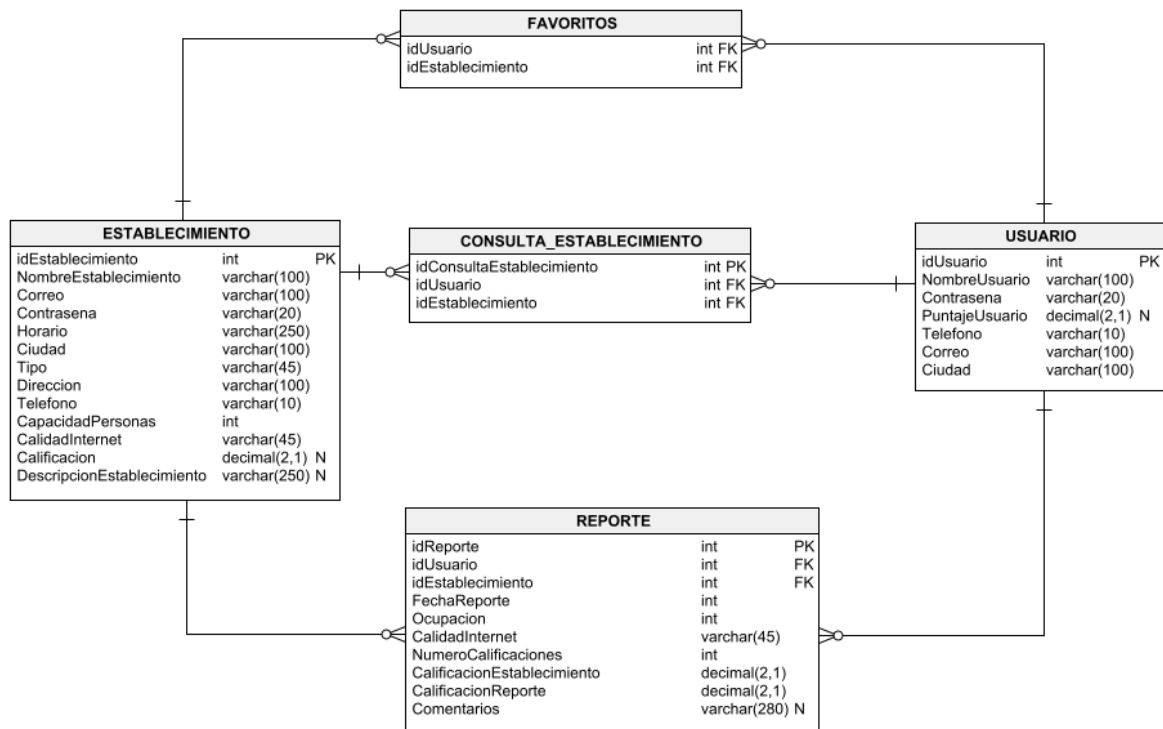 FAVORITOS
idUsuario int FK
idEstablecimiento int FK
ESTABLECIMIENTO
idEstablecimiento int PK
NombreEstablecimiento varchar(100)
Correo varchar(100)
Contrasena varchar(20)
Horario varchar(250)
Ciudad varchar(100)
Tipo varchar(45)
Direccion varchar(100)
Telefono varchar(10)
CapacidadPersonas int
CalidadInternet varchar(45)
Calificacion decimal(2,1) N
DescripcionEstablecimiento varchar(250) N
CONSULTA_ESTABLECIMIENTO
idConsultaEstablecimiento int PK
idUsuario int FK
idEstablecimiento int FK
USUARIO
idUsuario int PK
NombreUsuario varchar(100)
Contrasena varchar(20)
PuntajeUsuario decimal(2,1) N
Telefono varchar(10)
Correo varchar(100)
Ciudad varchar(100)
REPORTE
idReporte int PK
idUsuario int FK
idEstablecimiento int FK
FechaReporte int
Ocupacion int
CalidadInternet varchar(45)
NumeroCalificaciones int
CalificacionEstablecimiento decimal(2,1)
CalificacionReporte decimal(2,1)
Comentarios varchar(280) N